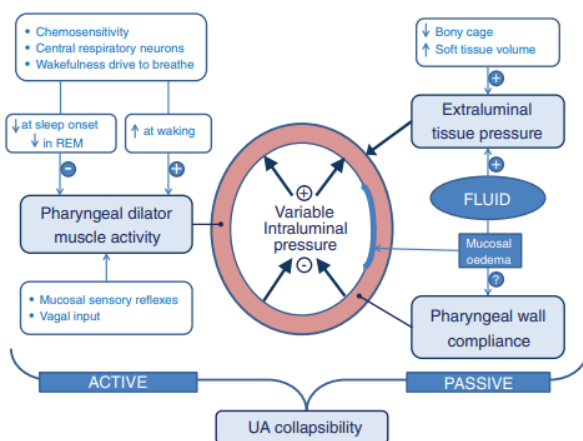 • Chemosensitivity
• Central respiratory neurons
• Wakefulness drive to breathe
↓ at sleep onset
↓ in REM
↑ at waking
−
+
Pharyngeal dilator
muscle activity
• Mucosal sensory reflexes
• Vagal input
+
Variable
Intraluminal
pressure
-
↓ Bony cage
↑ Soft tissue volume
+
Extraluminal
tissue pressure
+
FLUID
Mucosal
oedema
?
Pharyngeal wall
compliance
ACTIVE
PASSIVE
UA collapsibility